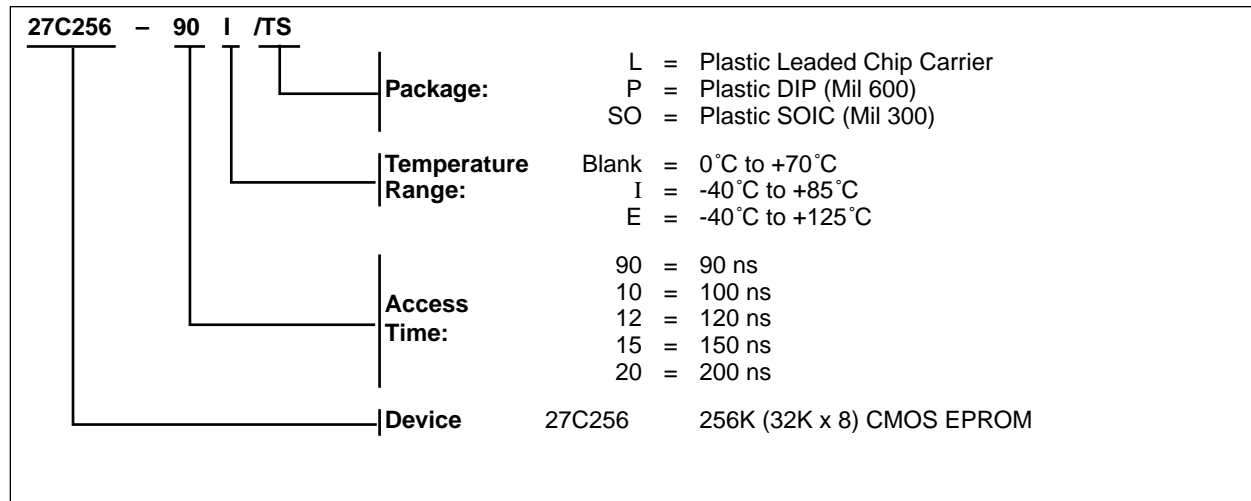 27C256 – 90 I /TS
Package: L = Plastic Leaded Chip Carrier
P = Plastic DIP (Mil 600)
SO = Plastic SOIC (Mil 300)
Temperature Range: Blank = 0˚C to +70˚C
I = -40˚C to +85˚C
E = -40˚C to +125˚C
Access Time: 90 = 90 ns
10 = 100 ns
12 = 120 ns
15 = 150 ns
20 = 200 ns
Device 27C256 256K (32K x 8) CMOS EPROM